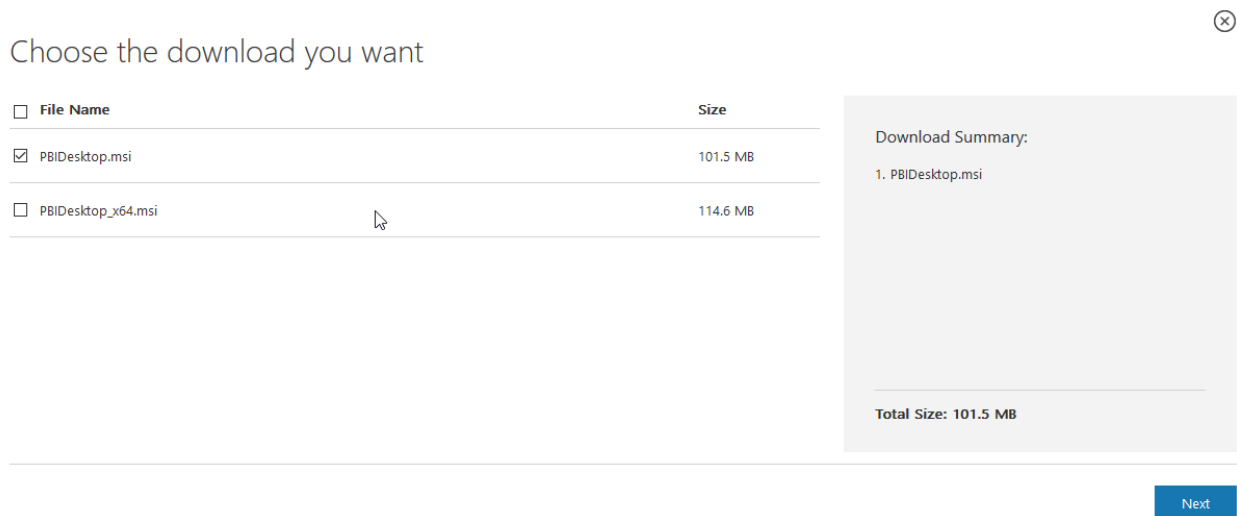 Choose the download you want
File Name Size
PBIDesktop.msi 101.5 MB
PBIDesktop_x64.msi 114.6 MB
Download Summary:
1. PBIDesktop.msi
Total Size: 101.5 MB
Next